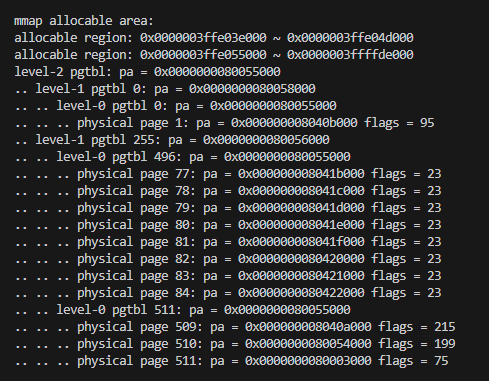 mmap allocable area:
allocable region: 0x0000003ffe03e000 ~ 0x0000003ffe04d000
allocable region: 0x0000003ffe055000 ~ 0x0000003ffffde000
level-2 pgtbl: pa = 0x0000000080055000
.. level-1 pgtbl 0: pa = 0x0000000080058000
.. .. level-0 pgtbl 0: pa = 0x0000000080055000
.. .. .. physical page 1: pa = 0x000000008040b000 flags = 95
.. level-1 pgtbl 255: pa = 0x0000000080056000
.. .. level-0 pgtbl 496: pa = 0x0000000080055000
.. .. .. physical page 77: pa = 0x000000008041b000 flags = 23
.. .. .. physical page 78: pa = 0x000000008041c000 flags = 23
.. .. .. physical page 79: pa = 0x000000008041d000 flags = 23
.. .. .. physical page 80: pa = 0x000000008041e000 flags = 23
.. .. .. physical page 81: pa = 0x000000008041f000 flags = 23
.. .. .. physical page 82: pa = 0x0000000080420000 flags = 23
.. .. .. physical page 83: pa = 0x0000000080421000 flags = 23
.. .. .. physical page 84: pa = 0x0000000080422000 flags = 23
.. .. level-0 pgtbl 511: pa = 0x0000000080055000
.. .. .. physical page 509: pa = 0x000000008040a000 flags = 215
.. .. .. physical page 510: pa = 0x0000000080054000 flags = 199
.. .. .. physical page 511: pa = 0x0000000080003000 flags = 75